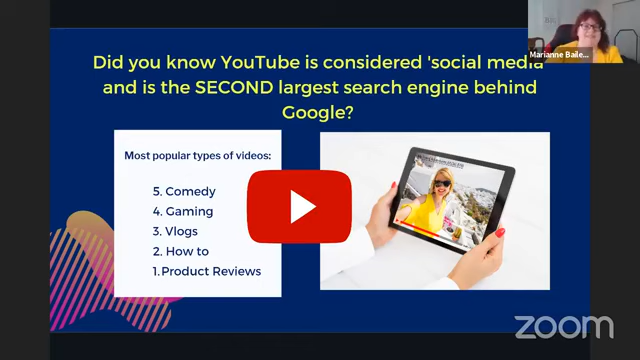 Did you know YouTube is considered 'social media'
and is the SECOND largest search engine behind
Google?
Marianne Baile...
Most popular types of videos:
5. Comedy
4. Gaming
3. Vlogs
2. How to
1. Product Reviews
zoom